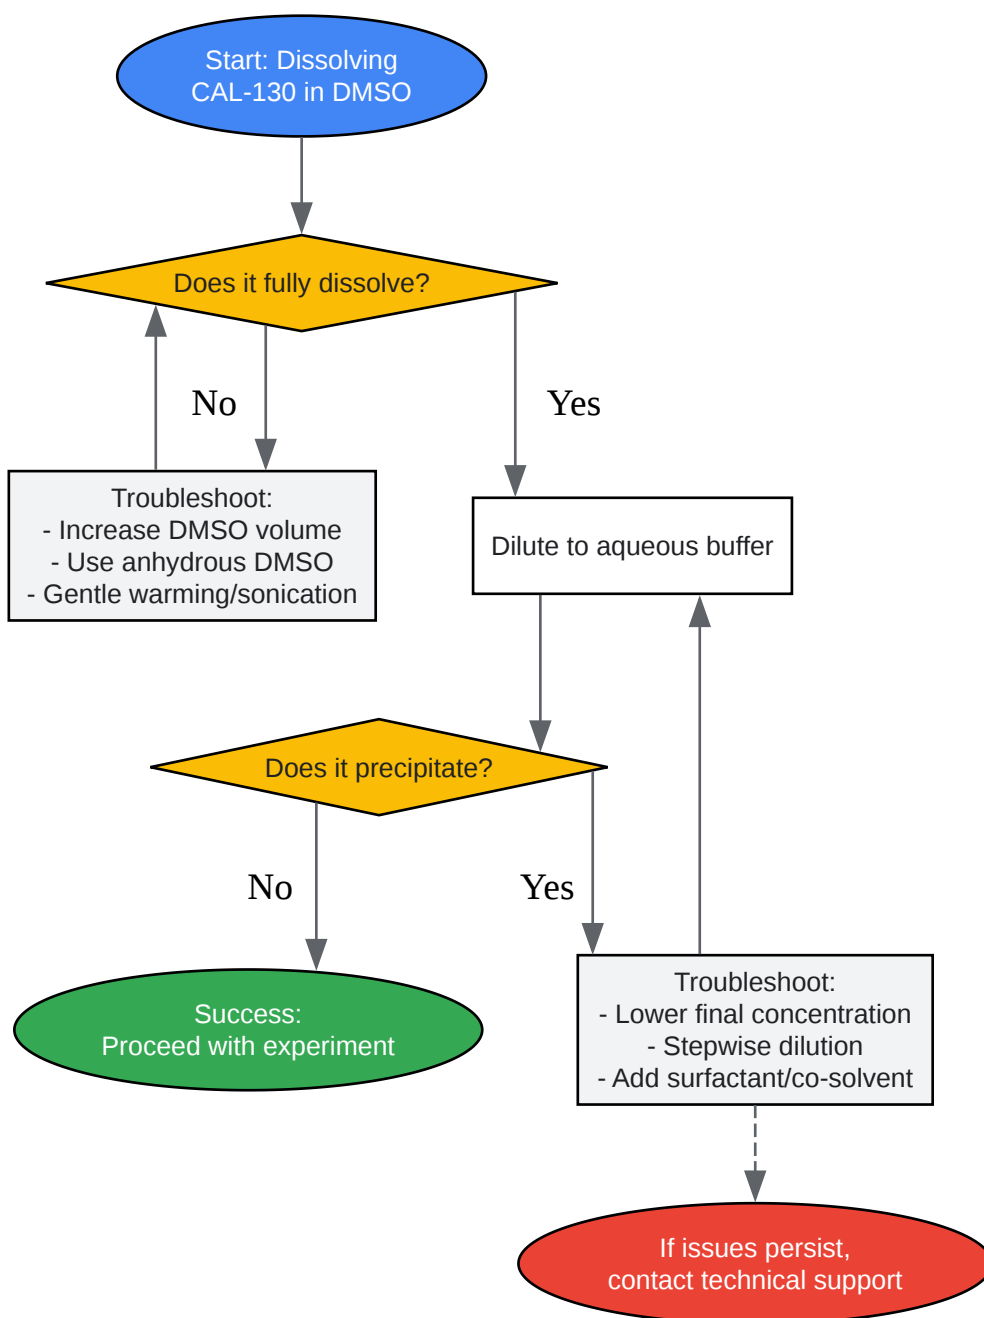 Start: Dissolving
CAL-130 in DMSO
Does it fully dissolve?
No
Yes
Troubleshoot:
- Increase DMSO volume
- Use anhydrous DMSO
- Gentle warming/sonication
Dilute to aqueous buffer
Does it precipitate?
No
Yes
Success:
Proceed with experiment
Troubleshoot:
- Lower final concentration
- Stepwise dilution
- Add surfactant/co-solvent
If issues persist,
contact technical support